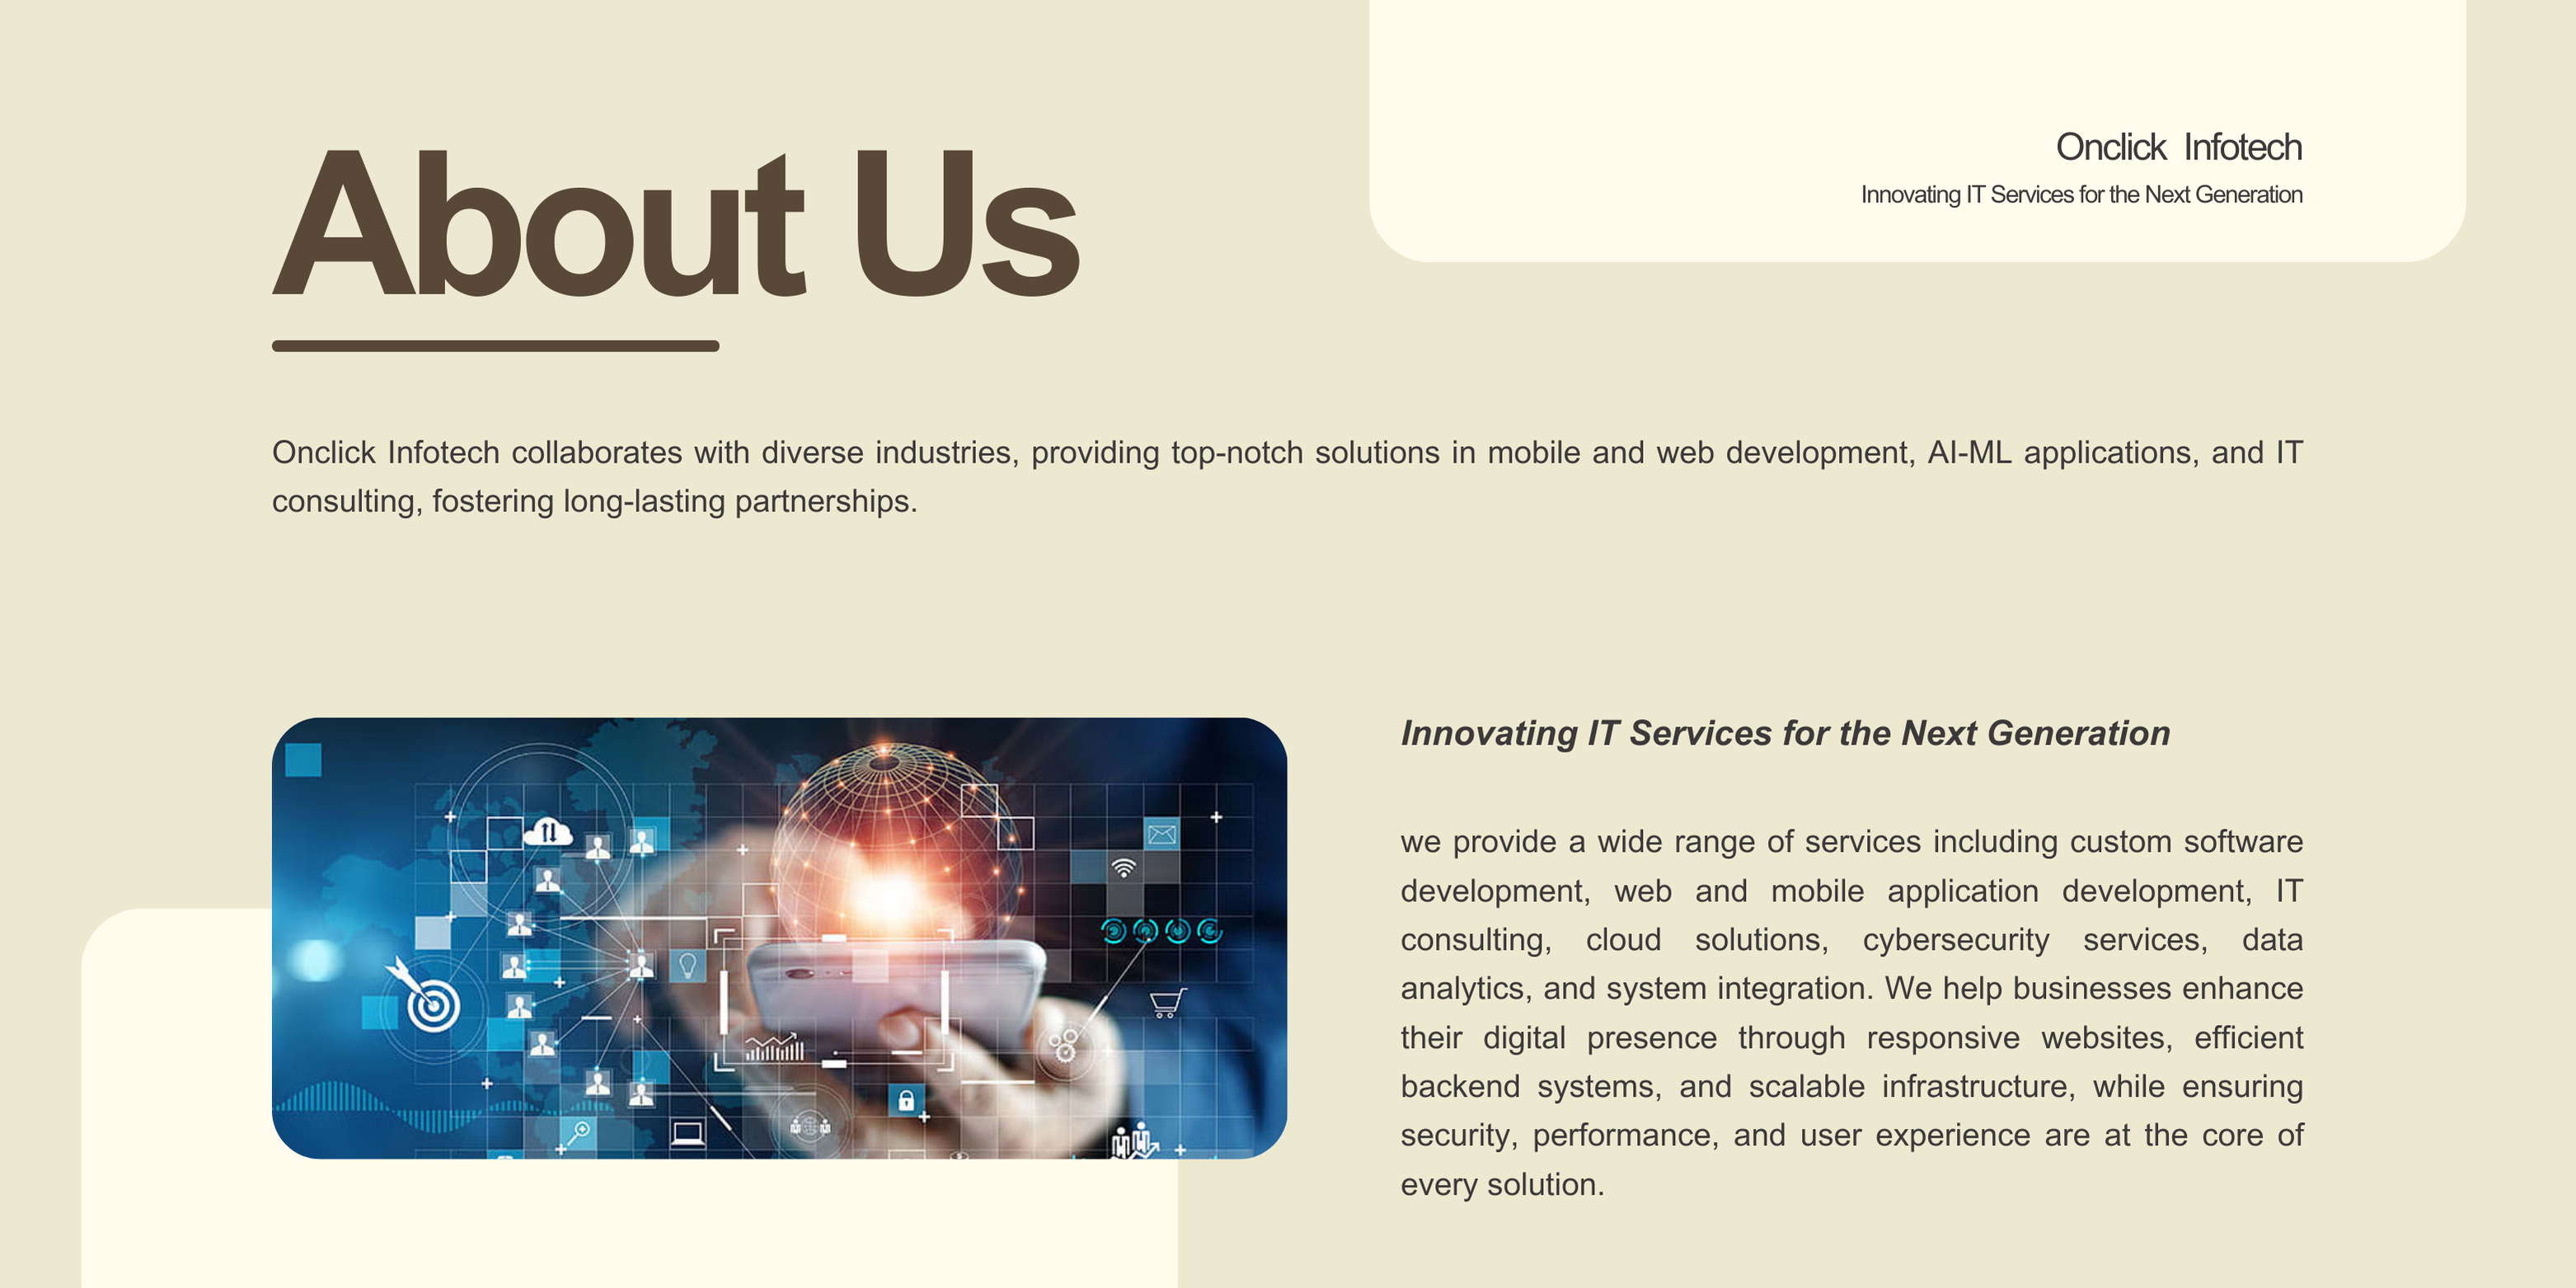 About Us
Onclick Infotech
Innovating IT Services for the Next Generation
Onclick Infotech collaborates with diverse industries, providing top-notch solutions in mobile and web development, AI-ML applications, and IT
consulting, fostering long-lasting partnerships.
Innovating IT Services for the Next Generation
we provide a wide range of services including custom software
development, web and mobile application development, IT
consulting, cloud solutions, cybersecurity services, data
analytics, and system integration. We help businesses enhance
their digital presence through responsive websites, efficient
backend systems, and scalable infrastructure, while ensuring
security, performance, and user experience are at the core of
every solution.